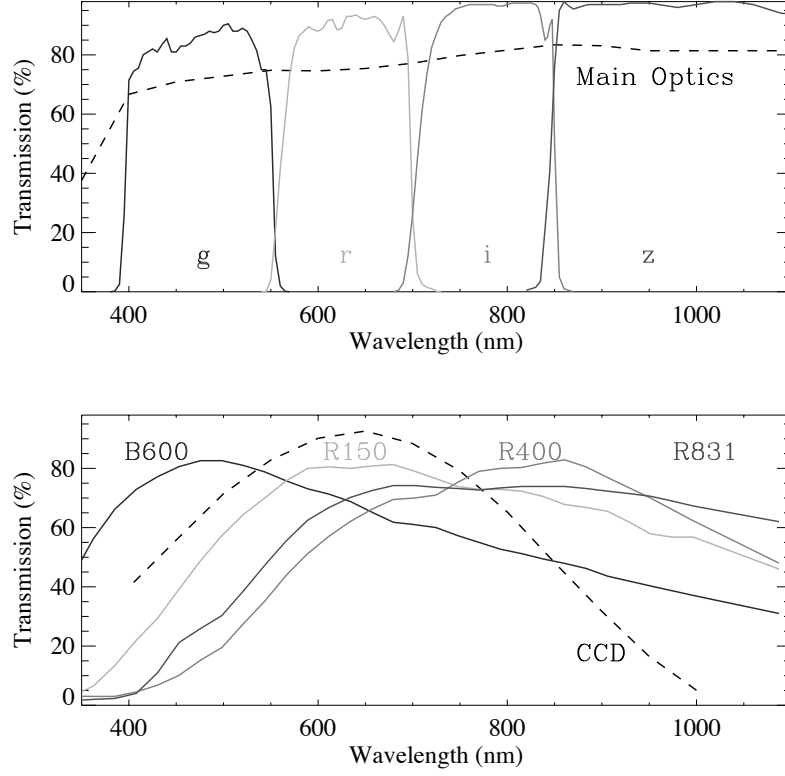 Transmission (%)
80
60
40
20
0
Main Optics
g r i z
400 600 800 1000
Wavelength (nm)
Transmission (%)
80
60
40
20
0
B600 R150 R400 R831
CCD
400 600 800 1000
Wavelength (nm)